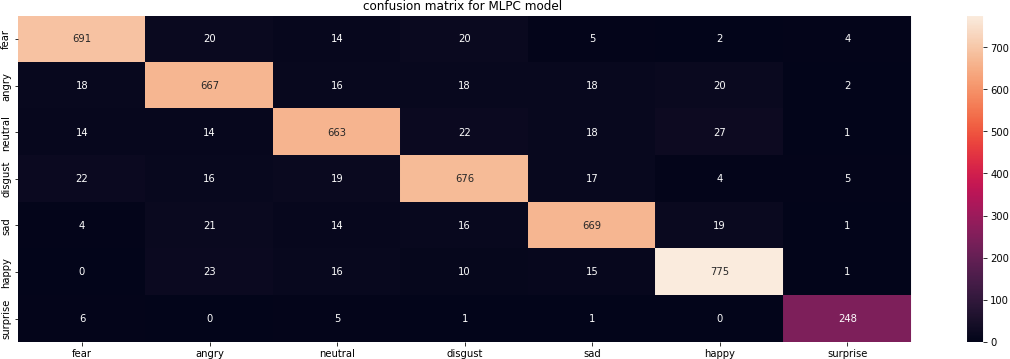 confusion matrix for MLPC model
fear 691 20 14 20 5 2 4
angry 18 667 16 18 18 20 2
neutral 14 14 663 22 18 27 1
disgust 22 16 19 676 17 4 5
sad 4 21 14 16 669 19 1
happy 0 23 16 10 15 775 1
surprise 6 0 5 1 1 0 248
fear angry neutral disgust sad happy surprise
700
600
500
400
300
200
100
0